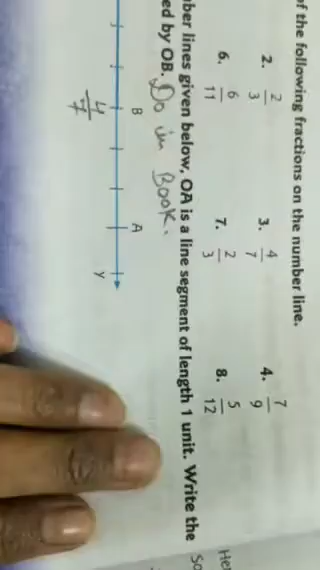 of the following fractions on the number line.
2. 2/3 3. 4/7 4. 7/9
6. 6/11 7. 2/3 8. 5/12
ber lines given below, OA is a line segment of length 1 unit. Write the
ed by OB. Do in Book.
B A
4/7 Y